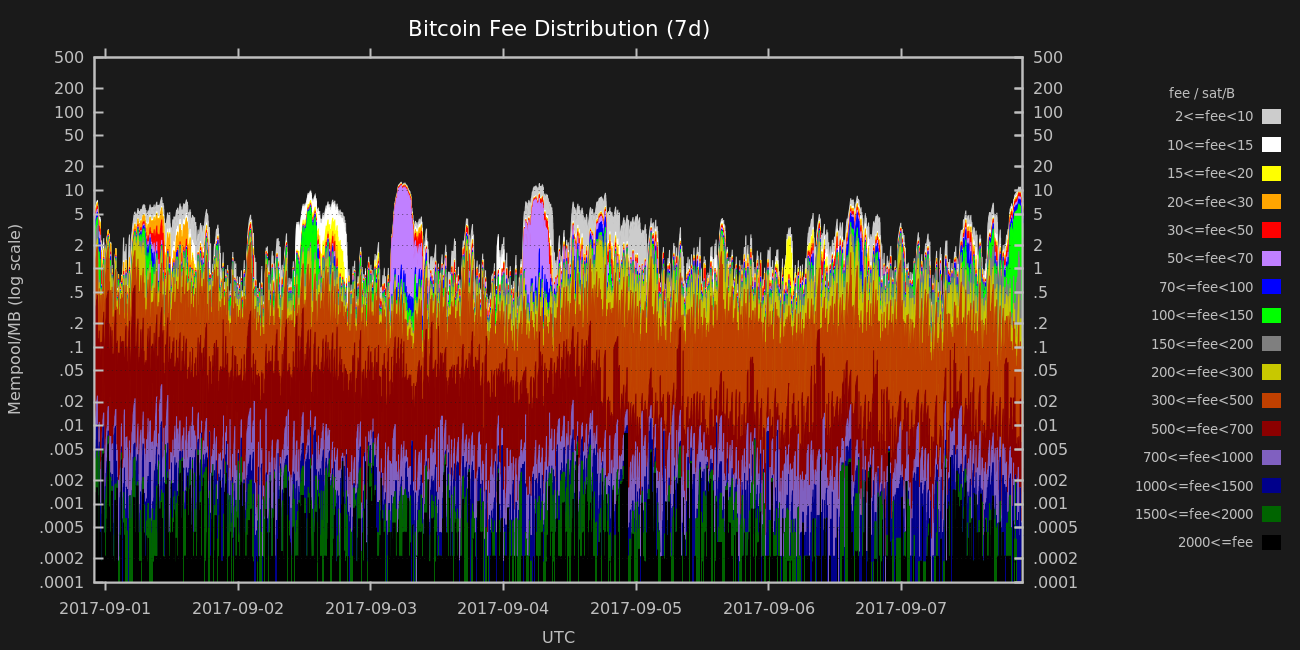 Bitcoin Fee Distribution (7d)
Mempool/MB (log scale)
500
200
100
50
20
10
5
2
1
.5
.2
.1
.05
.02
.01
.005
.002
.001
.0005
.0002
.0001
500
200
100
50
20
10
5
2
1
.5
.2
.1
.05
.02
.01
.005
.002
.001
.0005
.0002
.0001
2017-09-01 2017-09-02 2017-09-03 2017-09-04 2017-09-05 2017-09-06 2017-09-07
UTC
fee / sat/B
2<=fee<10
10<=fee<15
15<=fee<20
20<=fee<30
30<=fee<50
50<=fee<70
70<=fee<100
100<=fee<150
150<=fee<200
200<=fee<300
300<=fee<500
500<=fee<700
700<=fee<1000
1000<=fee<1500
1500<=fee<2000
2000<=fee